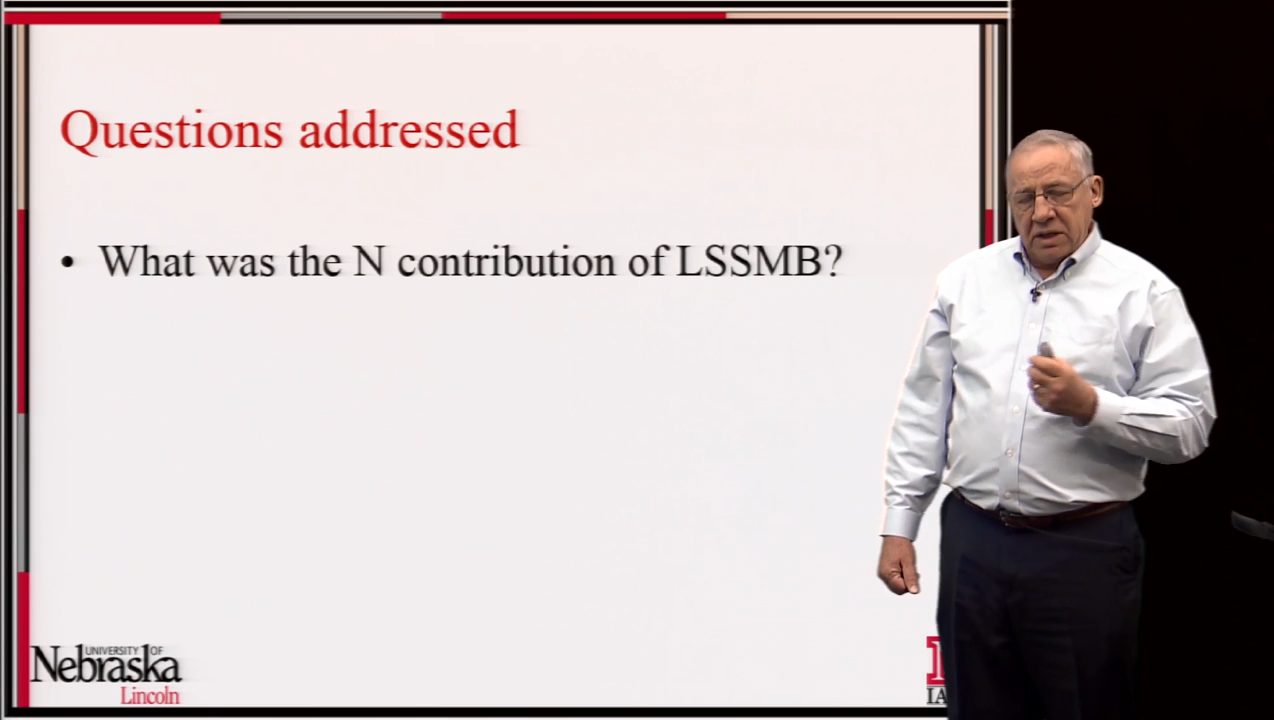 Questions addressed
• What was the N contribution of LSSMB?
UNIVERSITY OF
Nebraska
Lincoln